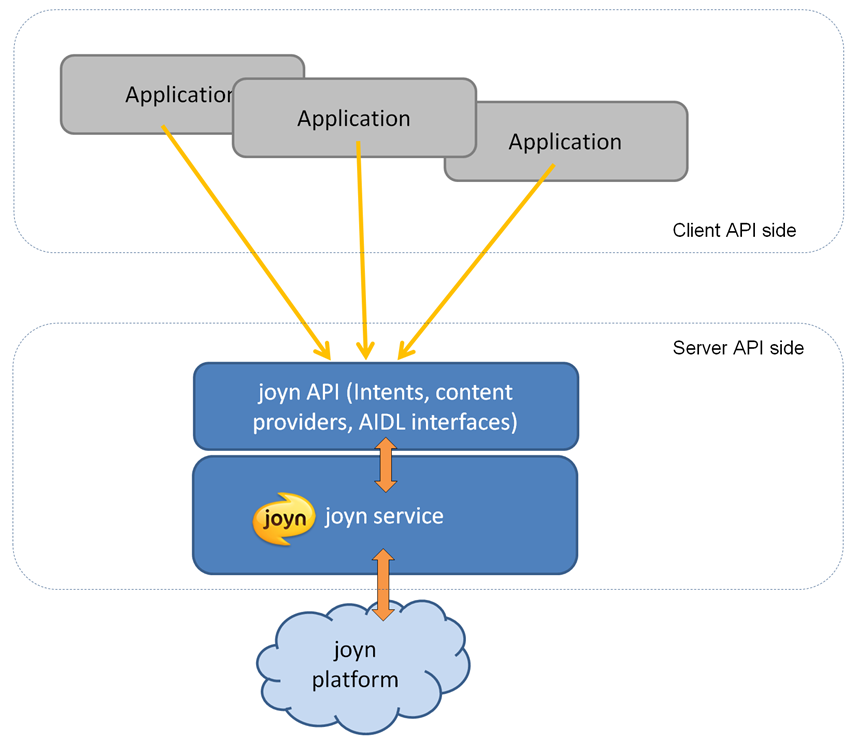 Application
Application
Application
Client API side
Server API side
joyn API (Intents, content
providers, AIDL interfaces)
joyn joyn service
joyn
platform